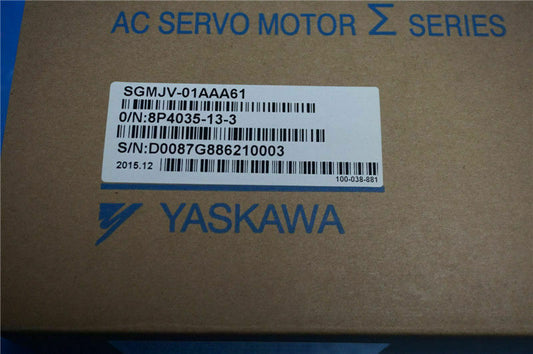 AC SERVO MOTOR Σ SERIES
SGMJV-01AAA61
O/N:8P4035-13-3
S/N:D0087G886210003
2015.12
100-038-881
YASKAWA